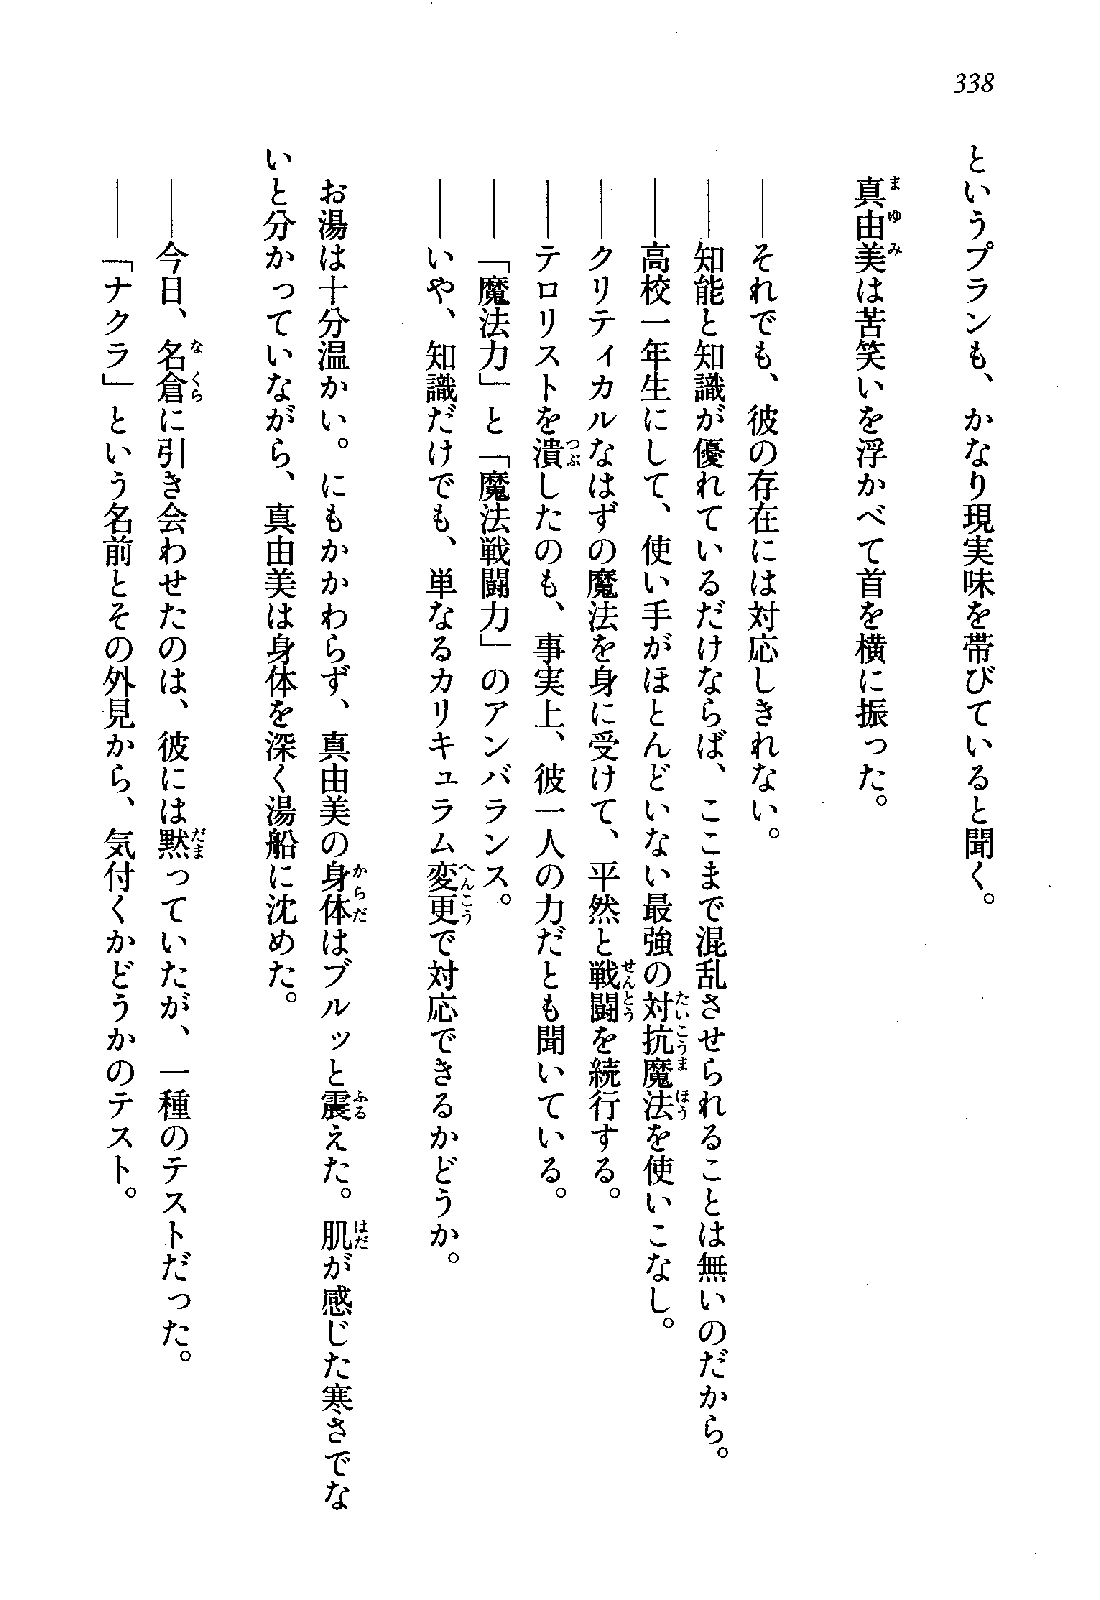 338
というプランも、かなり現実味を帯びていると聞く。
真由美は苦笑いを浮かべて首を横に振った。
――それでも、彼の存在には対応しきれない。
――知能と知識が優れているだけならば、ここまで混乱させられることは無いのだから。
――高校一年生にして、使い手がほとんどいない最強の対抗魔法を使いこなし。
――クリティカルなはずの魔法を身に受けて、平然と戦闘を続行する。
――テロリストを潰したのも、事実上、彼一人の力だとも聞いている。
――「魔法力」と「魔法戦闘力」のアンバランス。
――いや、知識だけでも、単なるカリキュラム変更で対応できるかどうか。
お湯は十分温かい。にもかかわらず、真由美の身体はブルッと震えた。肌が感じた寒さでな
いと分かっていながら、真由美は身体を深く湯船に沈めた。
――今日、名倉に引き会わせたのは、彼には黙っていたが、一種のテストだった。
――「ナクラ」という名前とその外見から、気付くかどうかのテスト。